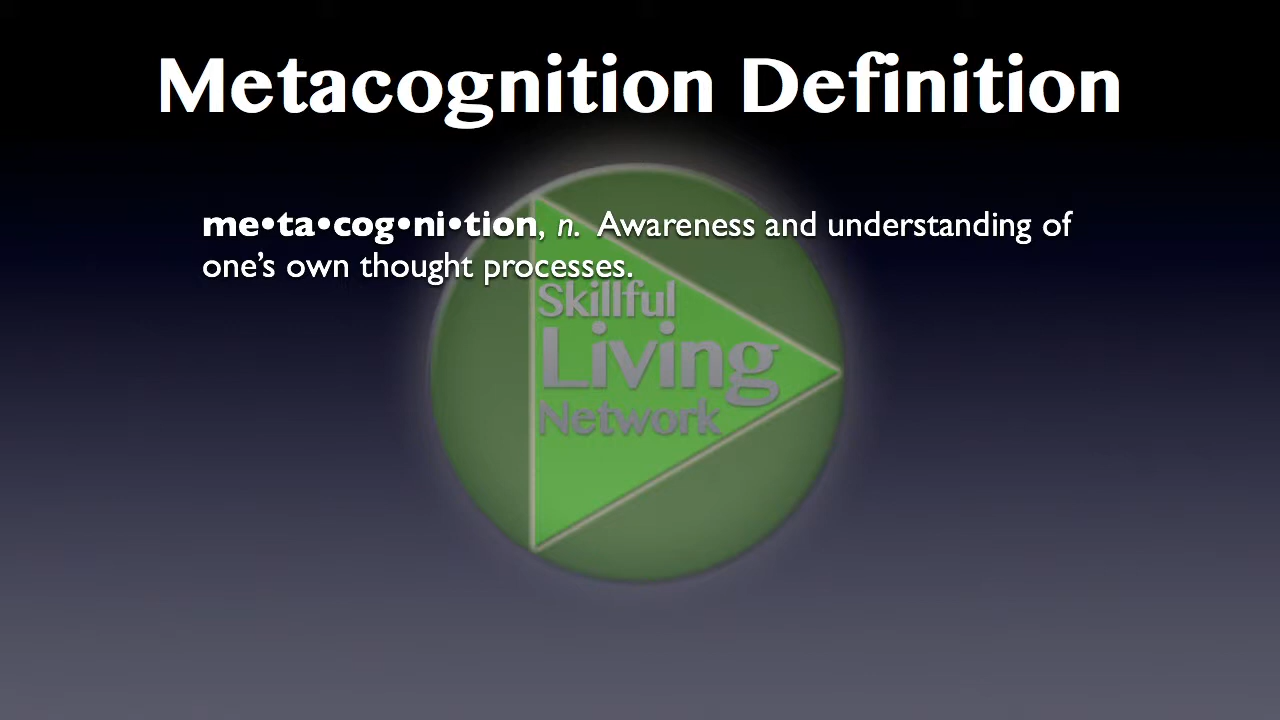 Metacognition Definition
me•ta•cog•ni•tion, n.  Awareness and understanding of
one’s own thought processes.
Skillful
Living
Network